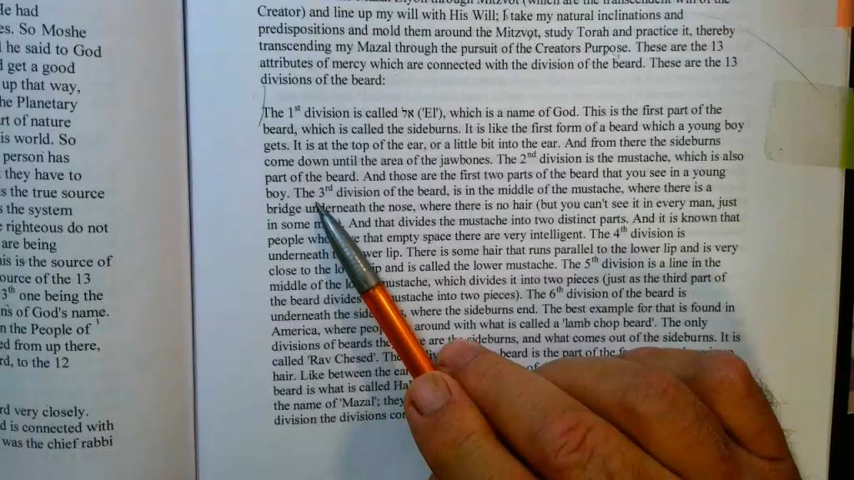 He had
es. So Moshe
d he said to God
d get a good
up that way,
he Planetary
rt of nature
is world. So
person has
they have to
s the true source
s the system
righteous do not
are being
his is the source of
ource of the 13
3th one being the
ns of God's name.
n the People of
ed from up there,
rd, to the 12
rd very closely.
d is connected with
was the chief rabbi
Creator) and line up my will with His Will; I take my natural inclinations and
predispositions and mold them around the Mitzvot, study Torah and practice it, thereby
transcending my Mazal through the pursuit of the Creators Purpose. These are the 13
attributes of mercy which are connected with the division of the beard. These are the 13
divisions of the beard:
The 1st division is called אל ('El'), which is a name of God. This is the first part of the
beard, which is called the sideburns. It is like the first form of a beard which a young boy
gets. It is at the top of the ear, or a little bit into the ear. And from there the sideburns
come down until the area of the jawbones. The 2nd division is the mustache, which is also
part of the beard. And those are the first two parts of the beard that you see in a young
boy. The 3rd division of the beard, is in the middle of the mustache, where there is a
bridge underneath the nose, where there is no hair (but you can't see it in every man, just
in some And that divides the mustache into two distinct parts. And it is known that
people that empty space there are very intelligent. The 4th division is
underneath lower lip. There is some hair that runs parallel to the lower lip and is very
close to the lip and is called the lower mustache. The 5th division is a line in the
middle of the mustache, which divides it into two pieces (just as the third part of
the beard divides mustache into two pieces). The 6th division of the beard is
underneath the where the sideburns end. The best example for that is found in
America, where around with what is called a 'lamb chop beard'. The only
divisions of beards are the sideburns, and what comes out of the sideburns. It is
called 'Rav Chesed'. beard is the part of the
hair. Like between the
beard is what is called
the name of 'Mazal'; they
division the divisions